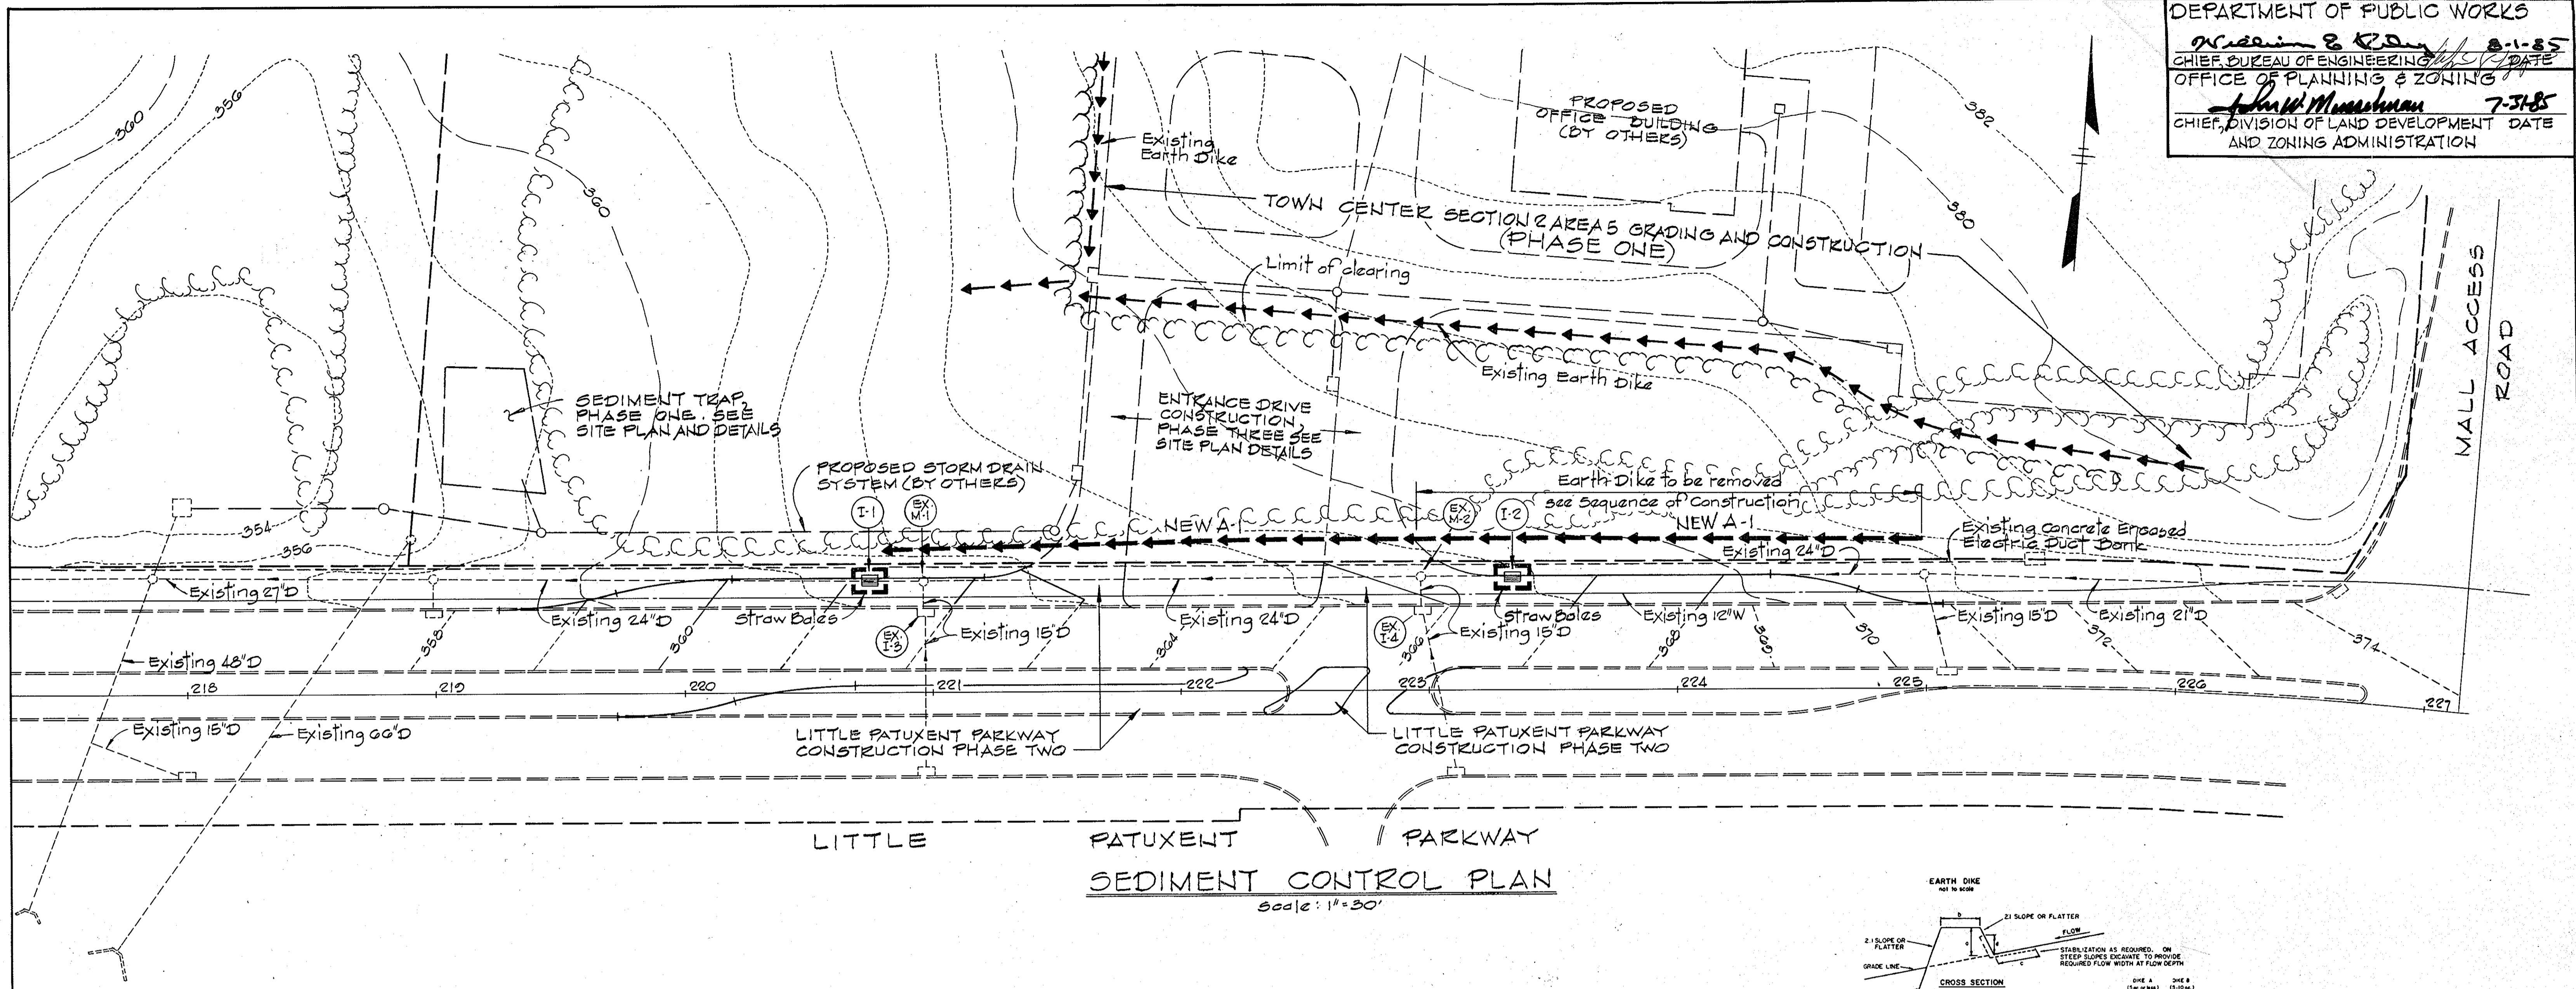 DEPARTMENT OF PUBLIC WORKS
8-1-85
CHIEF, BUREAU OF ENGINEERING DATE
OFFICE OF PLANNING & ZONING
John W. Musselman 7-31-85
CHIEF, DIVISION OF LAND DEVELOPMENT DATE
AND ZONING ADMINISTRATION
360
356
360
Existing
Earth Dike
PROPOSED
OFFICE BUILDING
(BY OTHERS)
382
380
TOWN CENTER SECTION 2 AREA 5 GRADING AND CONSTRUCTION
(PHASE ONE)
Limit of clearing
Existing Earth Dike
MALL ACCESS
ROAD
SEDIMENT TRAP,
PHASE ONE. SEE
SITE PLAN AND DETAILS
ENTRANCE DRIVE
CONSTRUCTION,
PHASE THREE SEE
SITE PLAN DETAILS
PROPOSED STORM DRAIN
SYSTEM (BY OTHERS)
Earth Dike to be removed
see Sequence of Construction
I-1
EX.
M-1
NEW A-1
EX.
M-2
I-2
NEW A-1
Existing Concrete Encased
Electric Duct Bank
354
356
Existing 24"D
Existing 27"D
Existing 24"D
Straw Bales
EX.
I-3
Existing 15"D
Existing 24"D
EX.
I-4
Existing 15"D
Straw Bales
Existing 12"W
Existing 15"D
Existing 21"D
358
360
364
366
368
369
370
372
374
Existing 48"D
218
219
220
221
222
223
224
225
226
227
Existing 15"D
Existing 66"D
LITTLE PATUXENT PARKWAY
CONSTRUCTION PHASE TWO
LITTLE PATUXENT PARKWAY
CONSTRUCTION PHASE TWO
LITTLE PATUXENT PARKWAY
SEDIMENT CONTROL PLAN
Scale: 1"=30'
EARTH DIKE
not to scale
b
2:1 SLOPE OR FLATTER
2:1 SLOPE OR
FLATTER
FLOW
a
d
c
STABILIZATION AS REQUIRED. ON
STEEP SLOPES EXCAVATE TO PROVIDE
REQUIRED FLOW WIDTH AT FLOW DEPTH
GRADE LINE
CROSS SECTION
DIKE A DIKE B